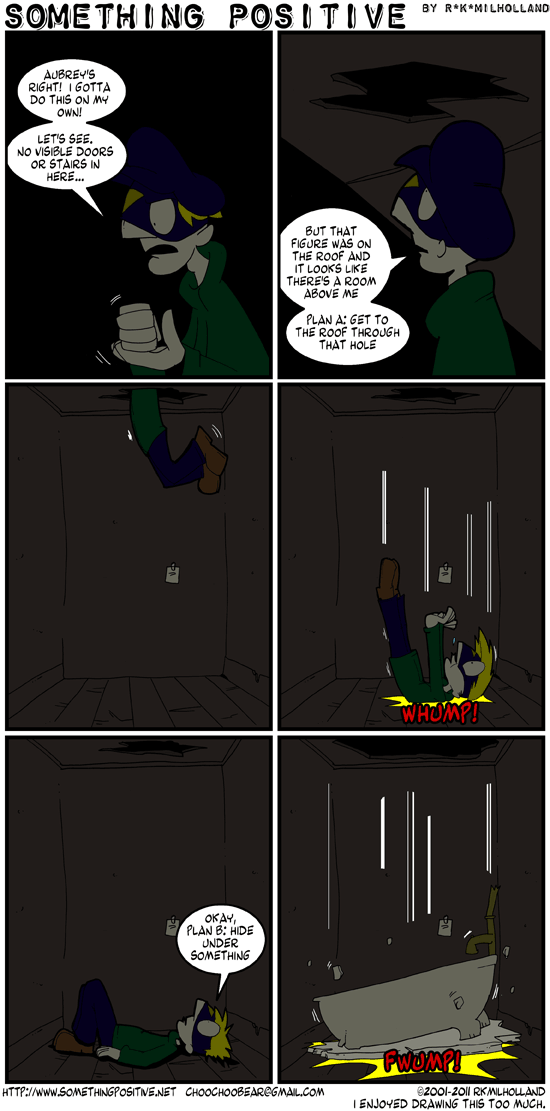 SOMETHING POSITIVE BY R*K*MILHOLLAND
AUBREY'S
RIGHT! I GOTTA
DO THIS ON MY
OWN!
LET'S SEE.
NO VISIBLE DOORS
OR STAIRS IN
HERE...
BUT THAT
FIGURE WAS ON
THE ROOF AND
IT LOOKS LIKE
THERE'S A ROOM
ABOVE ME
PLAN A: GET TO
THE ROOF THROUGH
THAT HOLE
WHUMP!
OKAY,
PLAN B: HIDE
UNDER
SOMETHING
FWUMP!
HTTP://WWW.SOMETHINGPOSITIVE.NET CHOOCHOOBEAR@GMAIL.COM
©2001-2011 RKMILHOLLAND
I ENJOYED DRAWING THIS TOO MUCH.